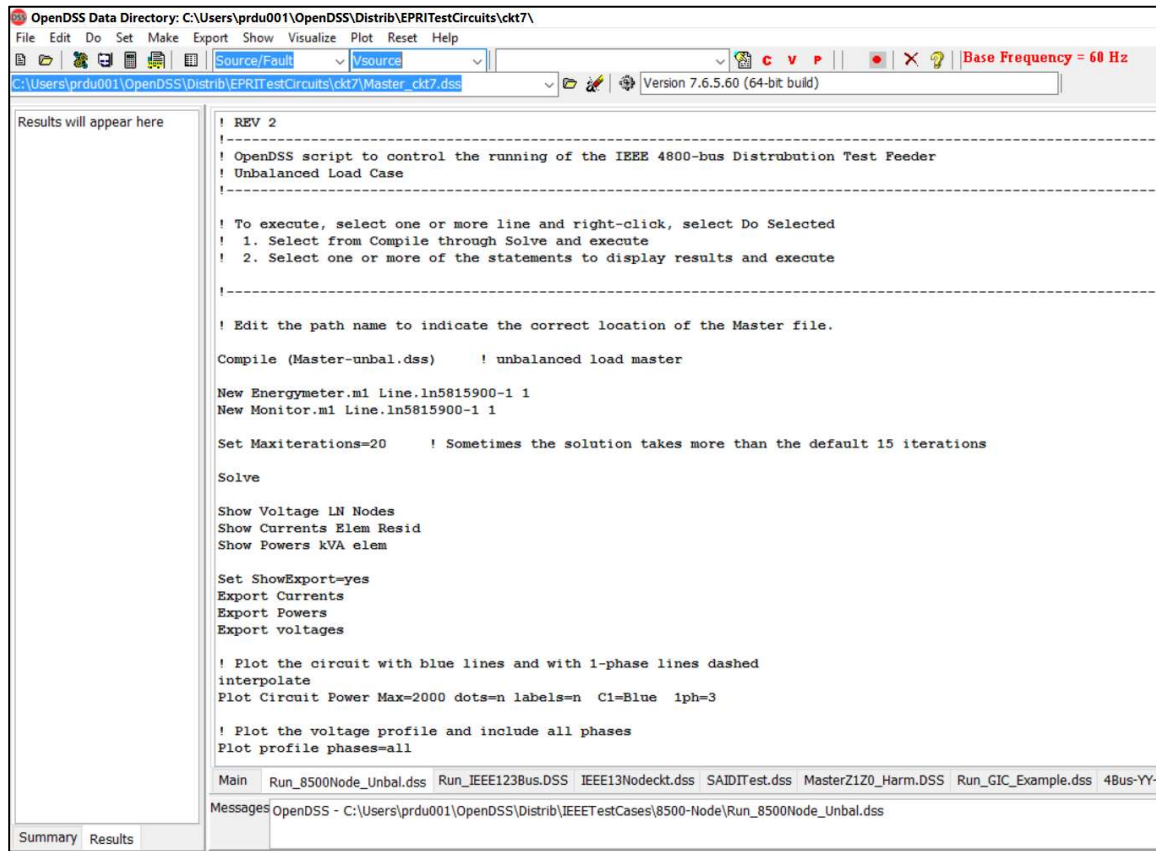 OpenDSS Data Directory: C:\Users\prdu001\OpenDSS\Distrib\EPRITestCircuits\ckt7\
File Edit Do Set Make Export Show Visualize Plot Reset Help
Source/Fault Vsource C V P Base Frequency = 60 Hz
C:\Users\prdu001\OpenDSS\Distrib\EPRITestCircuits\ckt7\Master_ckt7.dss Version 7.6.5.60 (64-bit build)
Results will appear here
! REV 2
!------------------------------------------------------------------------------
! OpenDSS script to control the running of the IEEE 4800-bus Distrubution Test Feeder
! Unbalanced Load Case
!------------------------------------------------------------------------------
! To execute, select one or more line and right-click, select Do Selected
! 1. Select from Compile through Solve and execute
! 2. Select one or more of the statements to display results and execute
!------------------------------------------------------------------------------
! Edit the path name to indicate the correct location of the Master file.
Compile (Master-unbal.dss) ! unbalanced load master
New Energymeter.m1 Line.ln5815900-1 1
New Monitor.m1 Line.ln5815900-1 1
Set Maxiterations=20 ! Sometimes the solution takes more than the default 15 iterations
Solve
Show Voltage LN Nodes
Show Currents Elem Resid
Show Powers kVA elem
Set ShowExport=yes
Export Currents
Export Powers
Export voltages
! Plot the circuit with blue lines and with 1-phase lines dashed
interpolate
Plot Circuit Power Max=2000 dots=n labels=n C1=Blue 1ph=3
! Plot the voltage profile and include all phases
Plot profile phases=all
Main Run_8500Node_Unbal.dss Run_IEEE123Bus.DSS IEEE13Nodeckt.dss SAIDITest.dss MasterZ1Z0_Harm.DSS Run_GIC_Example.dss 4Bus-YY-
Messages OpenDSS - C:\Users\prdu001\OpenDSS\Distrib\IEEETestCases\8500-Node\Run_8500Node_Unbal.dss
Summary Results